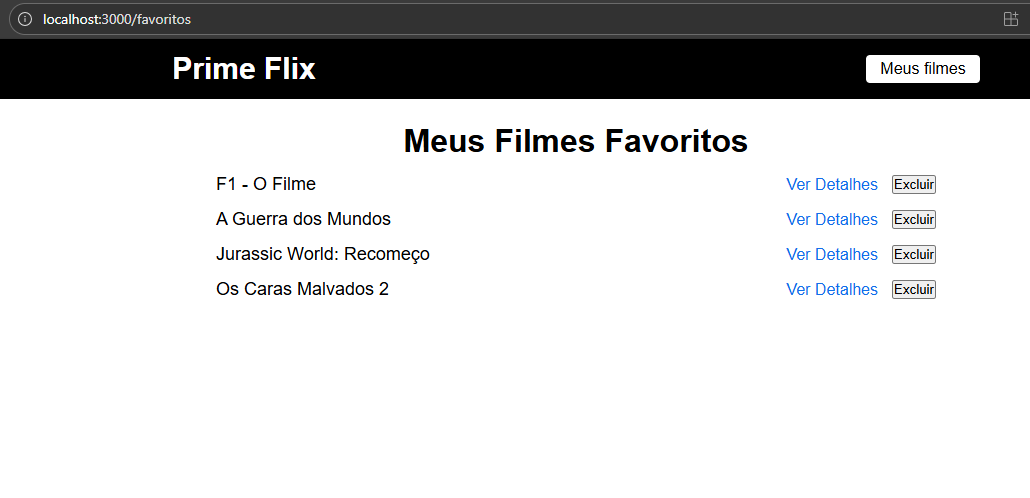 localhost:3000/favoritos
Prime Flix
Meus filmes
Meus Filmes Favoritos
F1 - O Filme Ver Detalhes Excluir
A Guerra dos Mundos Ver Detalhes Excluir
Jurassic World: Recomeço Ver Detalhes Excluir
Os Caras Malvados 2 Ver Detalhes Excluir